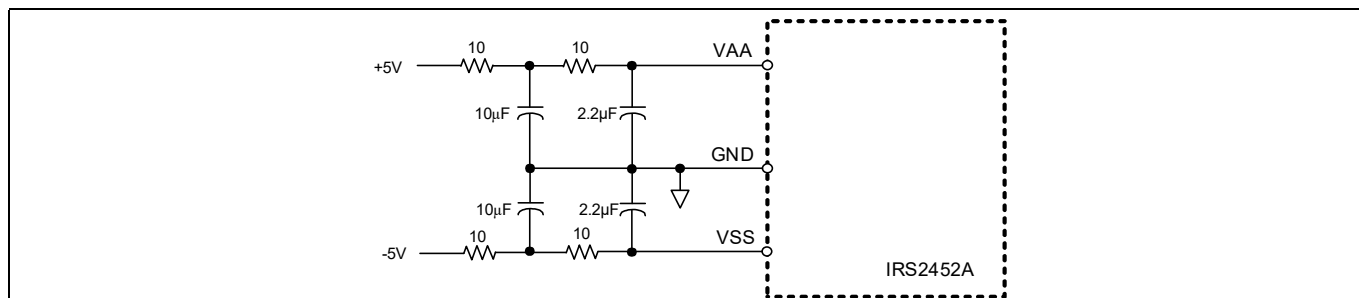 10 10 VAA
+5V
10μF 2.2µF
GND
10μF 2.2µF
10 10 VSS
-5V
IRS2452A